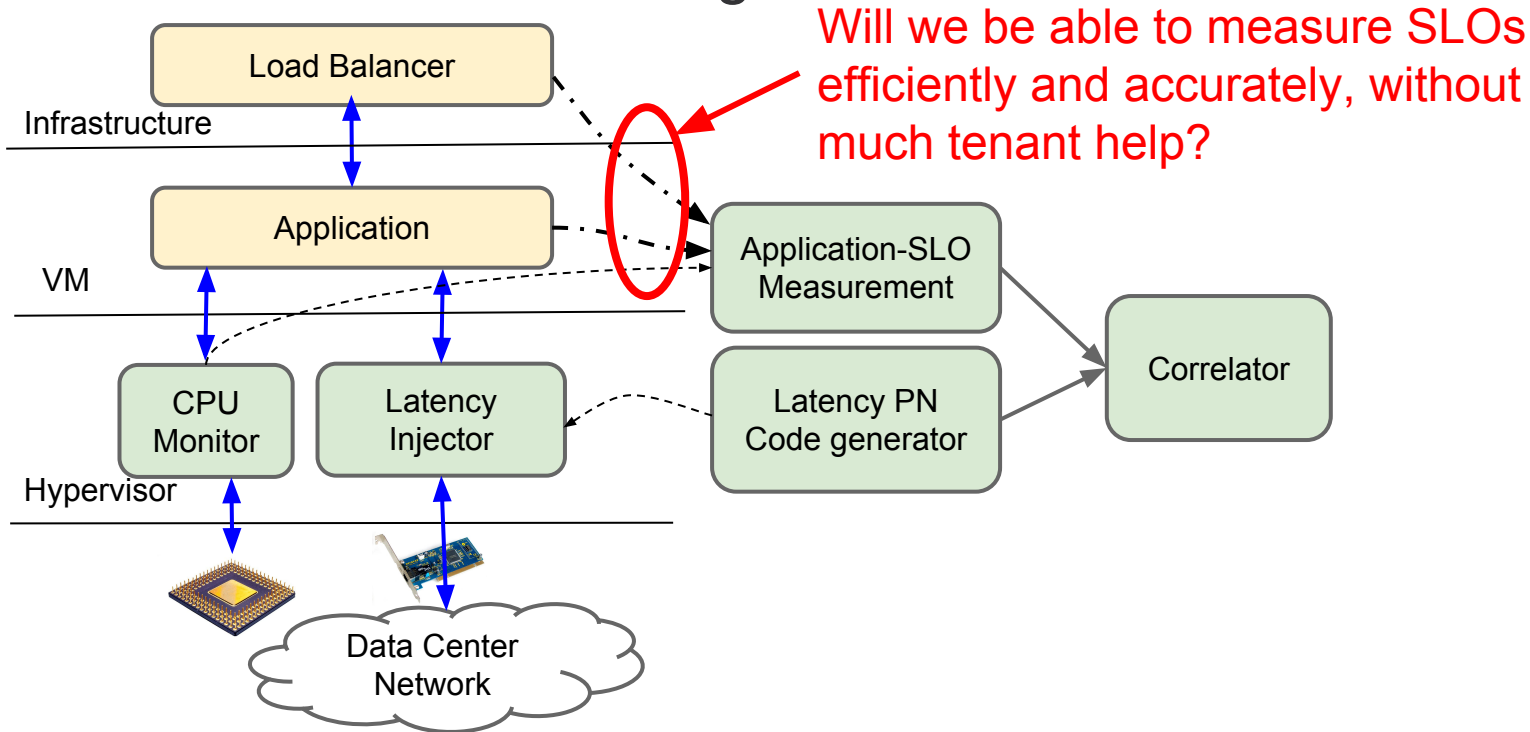 Will we be able to measure SLOs
efficiently and accurately, without
much tenant help?
Load Balancer
Infrastructure
Application
VM
Application-SLO
Measurement
Correlator
CPU
Monitor
Latency
Injector
Latency PN
Code generator
Hypervisor
Data Center
Network